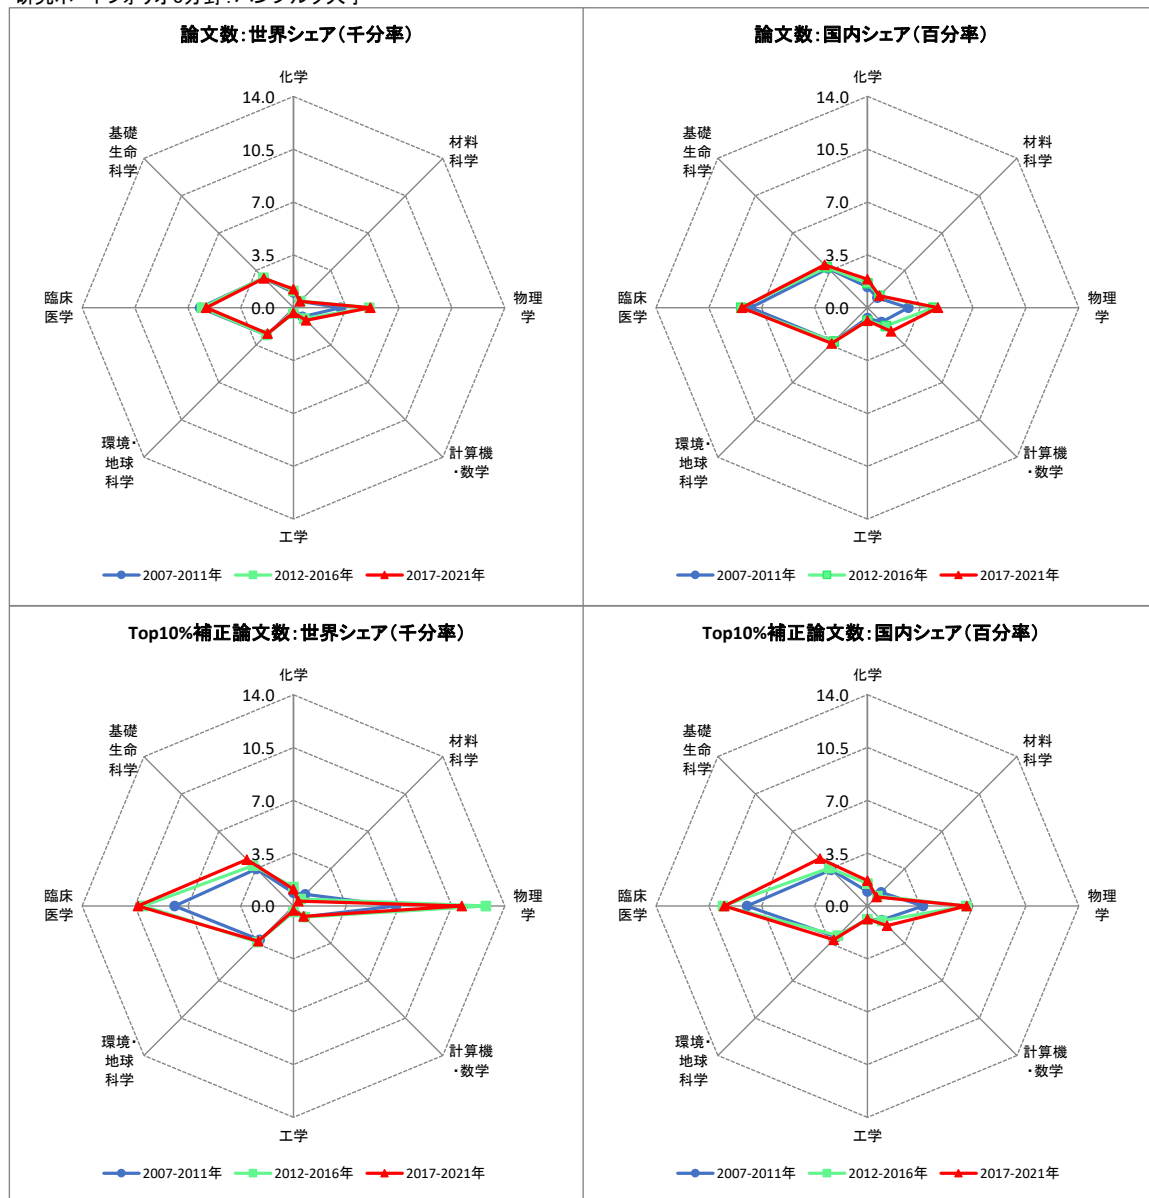 論文数：世界シェア（千分率）
化学
14.0
10.5
7.0
3.5
0.0
材料
科学
物理
学
計算機
・数学
工学
環境・
地球
科学
臨床
医学
基礎
生命
科学
2007-2011年
2012-2016年
2017-2021年
論文数：国内シェア（百分率）
化学
14.0
10.5
7.0
3.5
0.0
材料
科学
物理
学
計算機
・数学
工学
環境・
地球
科学
臨床
医学
基礎
生命
科学
2007-2011年
2012-2016年
2017-2021年
Top10%補正論文数：世界シェア（千分率）
化学
14.0
10.5
7.0
3.5
0.0
材料
科学
物理
学
計算機
・数学
工学
環境・
地球
科学
臨床
医学
基礎
生命
科学
2007-2011年
2012-2016年
2017-2021年
Top10%補正論文数：国内シェア（百分率）
化学
14.0
10.5
7.0
3.5
0.0
材料
科学
物理
学
計算機
・数学
工学
環境・
地球
科学
臨床
医学
基礎
生命
科学
2007-2011年
2012-2016年
2017-2021年